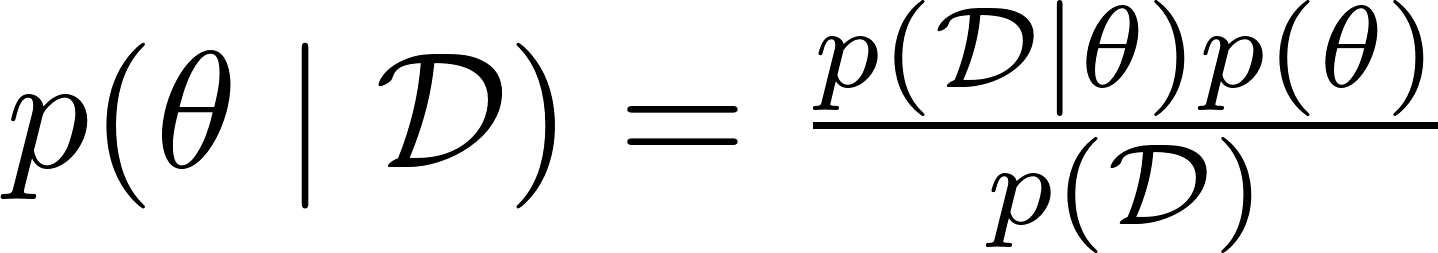 p(θ | 𝒟) = p(𝒟|θ)p(θ) / p(𝒟)